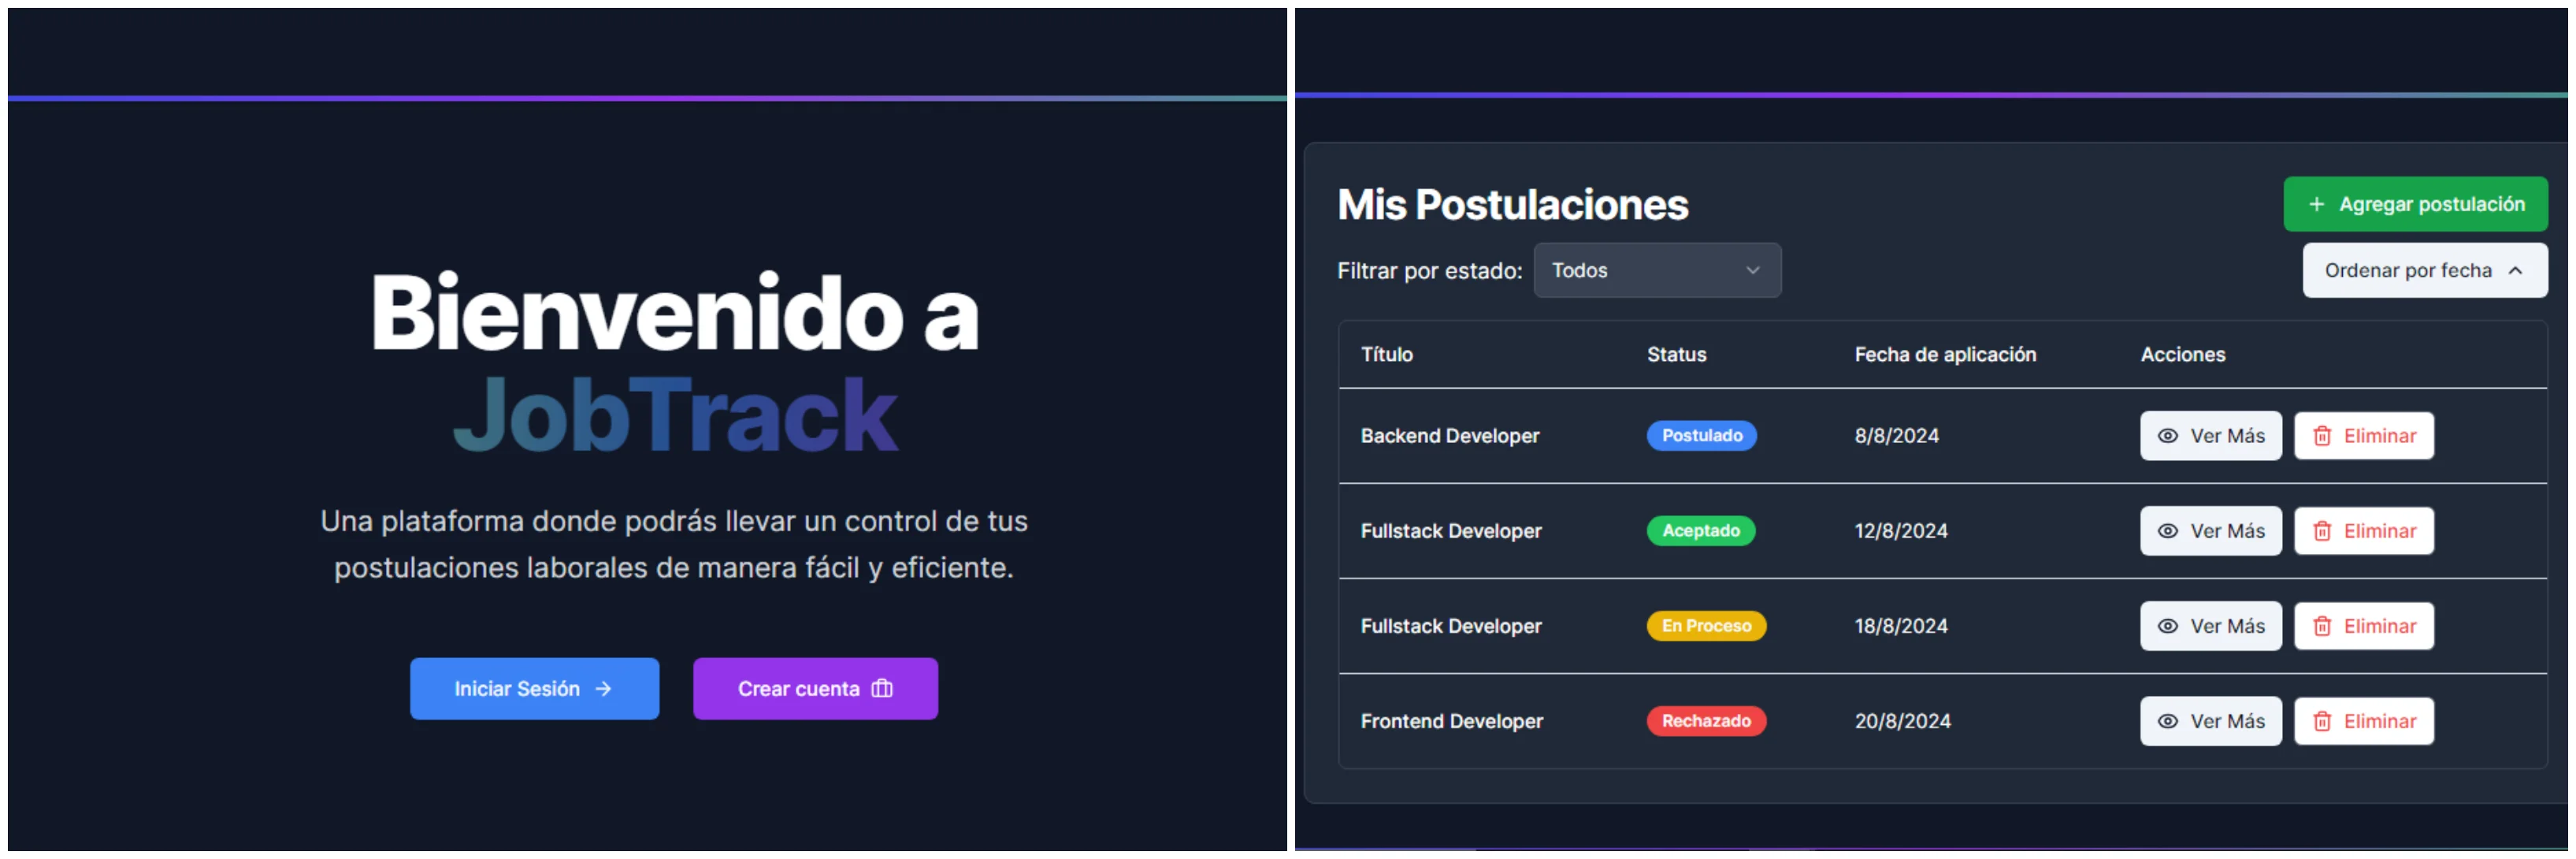 Bienvenido a
JobTrack
Una plataforma donde podrás llevar un control de tus
postulaciones laborales de manera fácil y eficiente.
Iniciar Sesión
Crear cuenta
Mis Postulaciones
Agregar postulación
Filtrar por estado: Todos
Ordenar por fecha
Título Status Fecha de aplicación Acciones
Backend Developer Postulado 8/8/2024 Ver Más Eliminar
Fullstack Developer Aceptado 12/8/2024 Ver Más Eliminar
Fullstack Developer En Proceso 18/8/2024 Ver Más Eliminar
Frontend Developer Rechazado 20/8/2024 Ver Más Eliminar